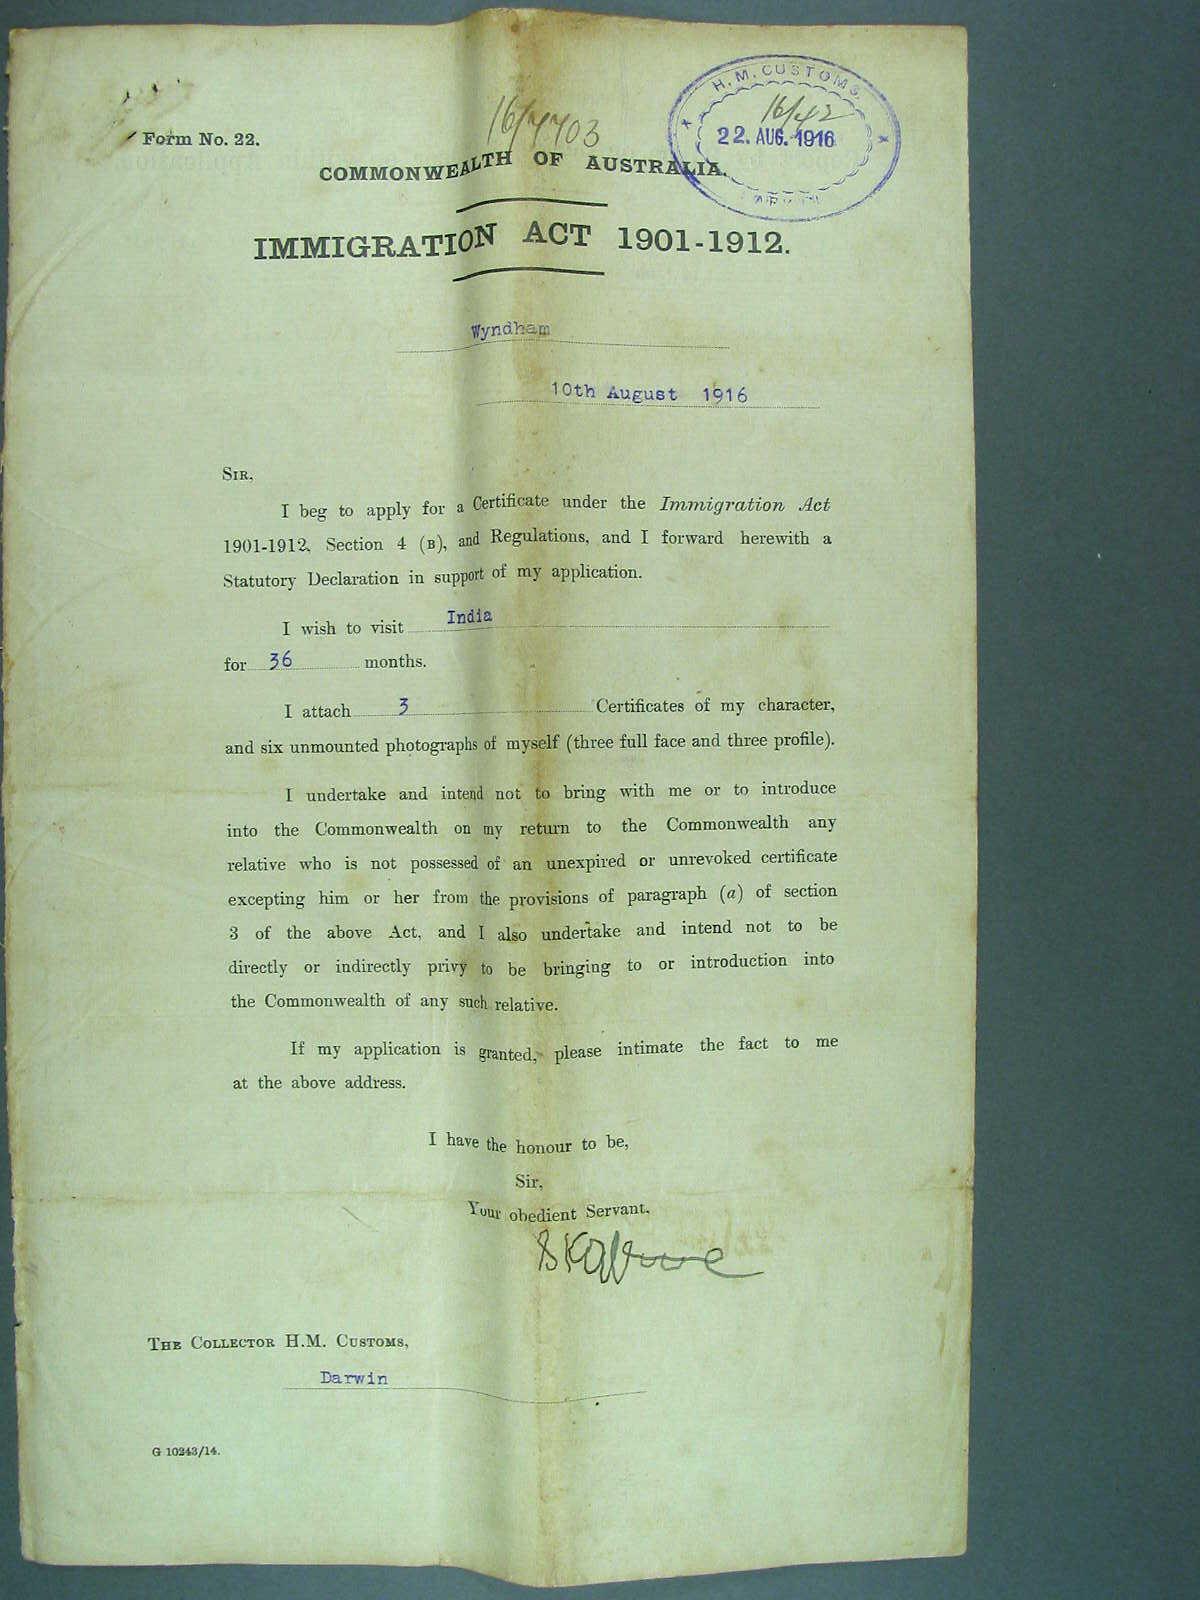 Form No. 22.
H. M. CUSTOMS.
16/42
22. AUG. 1916
COMMONWEALTH OF AUSTRALIA.
IMMIGRATION ACT 1901-1912.
Wyndham
10th August 1916
SIR,
I beg to apply for a Certificate under the Immigration Act
1901-1912, Section 4 (B), and Regulations, and I forward herewith a
Statutory Declaration in support of my application.
I wish to visit India
for 36 months.
I attach 3 Certificates of my character,
and six unmounted photographs of myself (three full face and three profile).
I undertake and intend not to bring with me or to introduce
into the Commonwealth on my return to the Commonwealth any
relative who is not possessed of an unexpired or unrevoked certificate
excepting him or her from the provisions of paragraph (a) of section
3 of the above Act, and I also undertake and intend not to be
directly or indirectly privy to be bringing to or introduction into
the Commonwealth of any such relative.
If my application is granted, please intimate the fact to me
at the above address.
I have the honour to be,
Sir,
Your obedient Servant.
THE COLLECTOR H.M. CUSTOMS,
Darwin
G 10243/14.